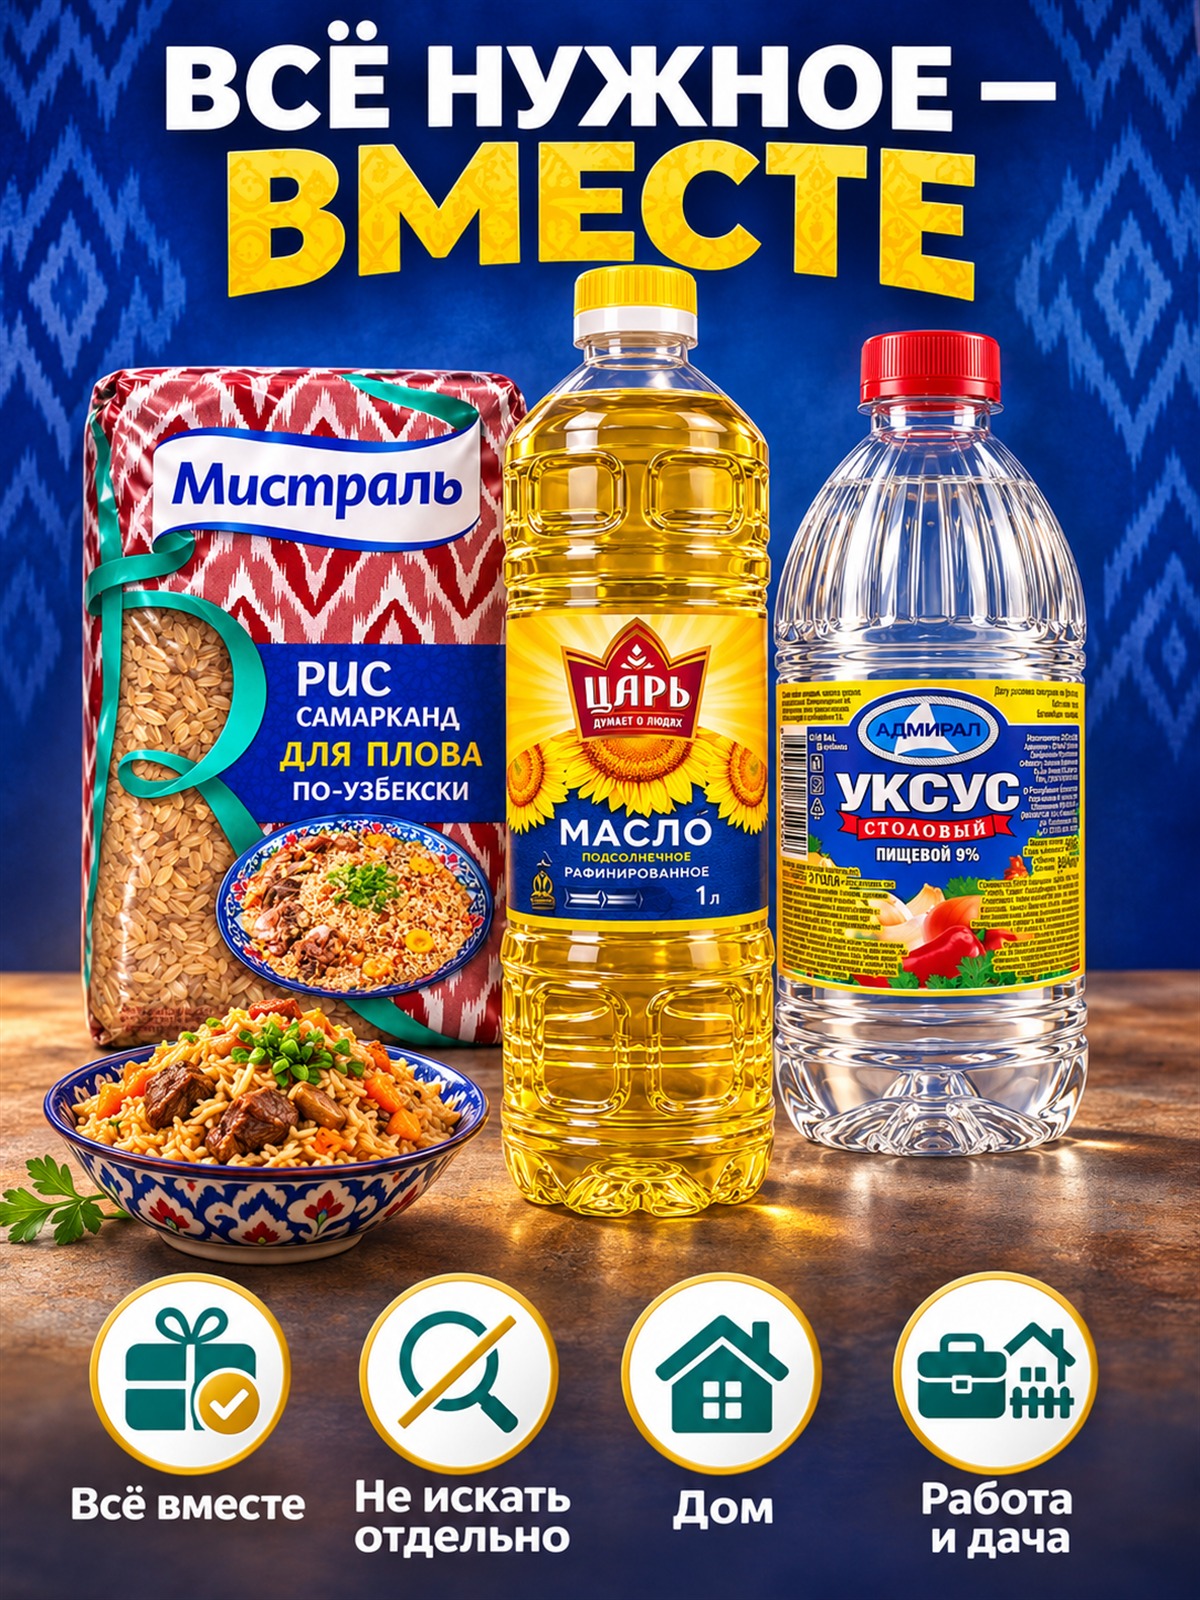 ВСЁ НУЖНОЕ –
ВМЕСТЕ
Мистраль
РИС
САМАРКАНД
ДЛЯ ПЛОВА
ПО-УЗБЕКСКИ
ЦАРЬ
ДУМАЕТ О ЛЮДЯХ
МАСЛО
ПОДСОЛНЕЧНОЕ
РАФИНИРОВАННОЕ
1 л
АДМИРАЛ
УКСУС
СТОЛОВЫЙ
ПИЩЕВОЙ 9%
Всё вместе
Не искать
отдельно
Дом
Работа
и дача